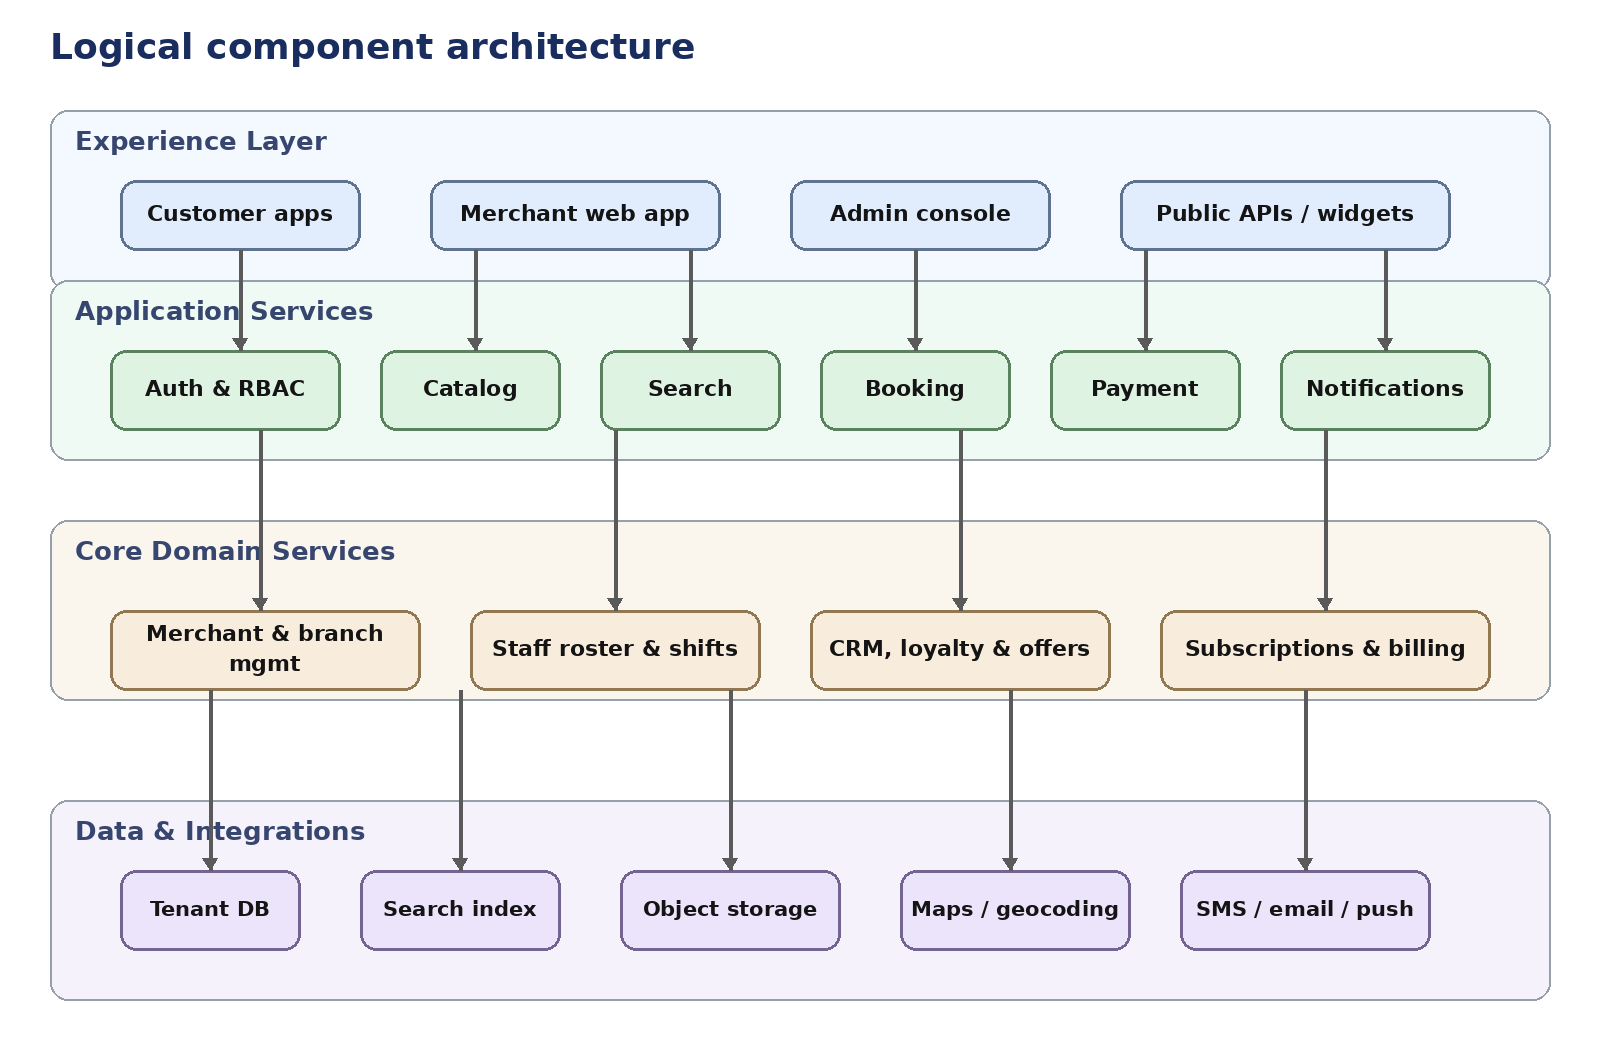 Logical component architecture
Experience Layer
Customer apps
Merchant web app
Admin console
Public APIs / widgets
Application Services
Auth & RBAC
Catalog
Search
Booking
Payment
Notifications
Core Domain Services
Merchant & branch
mgmt
Staff roster & shifts
CRM, loyalty & offers
Subscriptions & billing
Data & Integrations
Tenant DB
Search index
Object storage
Maps / geocoding
SMS / email / push